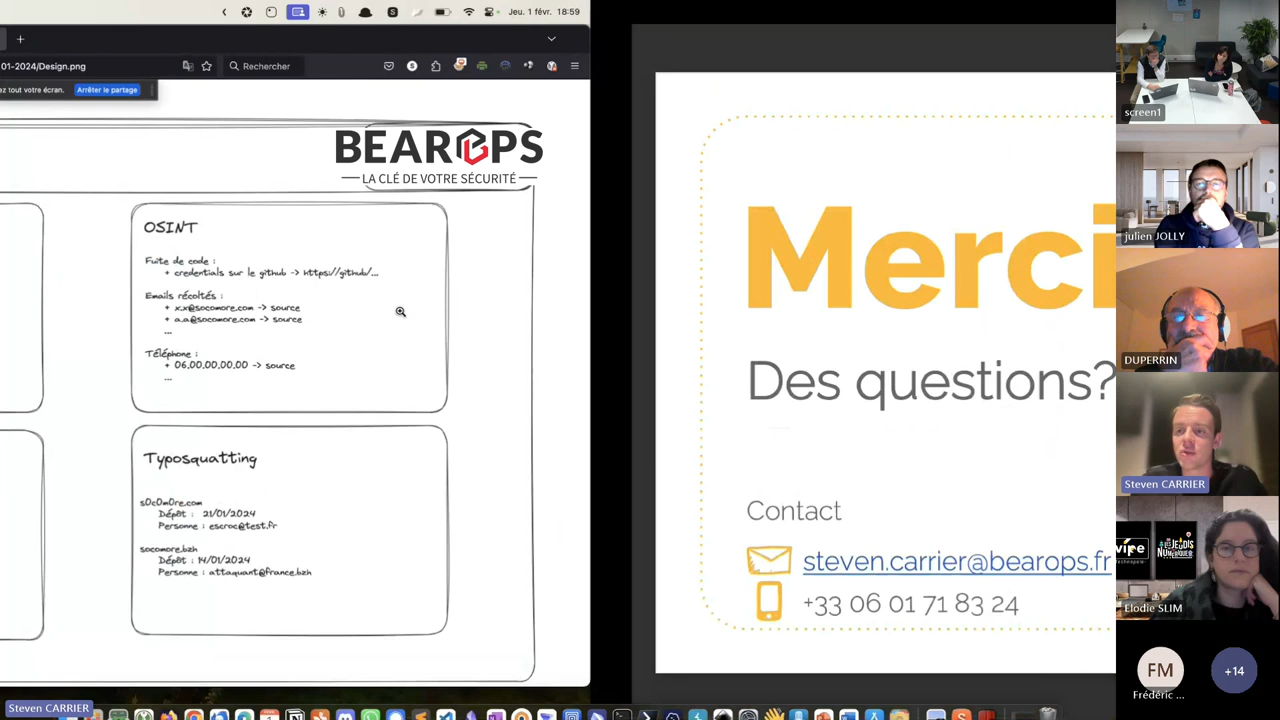 Jeu. 1 févr. 18:59
01-2024/Design.png
Rechercher
ez tout votre écran.
Arrêter le partage
BEAROPS
LA CLÉ DE VOTRE SÉCURITÉ
OSINT
Fuite de code :
+ credentials sur le github -> https://github/...
Emails récoltés :
+ x.x@socomore.com -> source
+ a.a@socomore.com -> source
...
Téléphone :
+ 06.00.00.00.00 -> source
...
Typosquatting
s0c0m0re.com
Dépôt : 21/01/2024
Personne : escroc@test.fr
socomore.bzh
Dépôt : 14/01/2024
Personne : attaquant@france.bzh
Steven CARRIER
Merci
Des questions?
Contact
steven.carrier@bearops.fr
+33 06 01 71 83 24
screen1
julien JOLLY
DUPERRIN
Steven CARRIER
LES JEUDIS
NUMÉRIQUES
Elodie SLIM
FM
Frédéric ...
+14